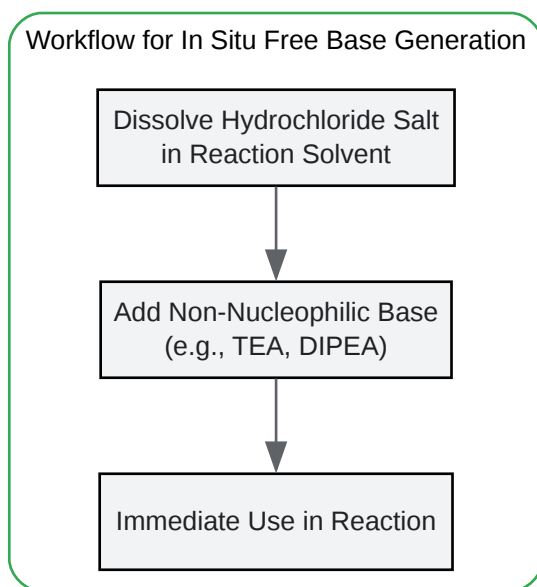 Workflow for In Situ Free Base Generation
Dissolve Hydrochloride Salt
in Reaction Solvent
Add Non-Nucleophilic Base
(e.g., TEA, DIPEA)
Immediate Use in Reaction